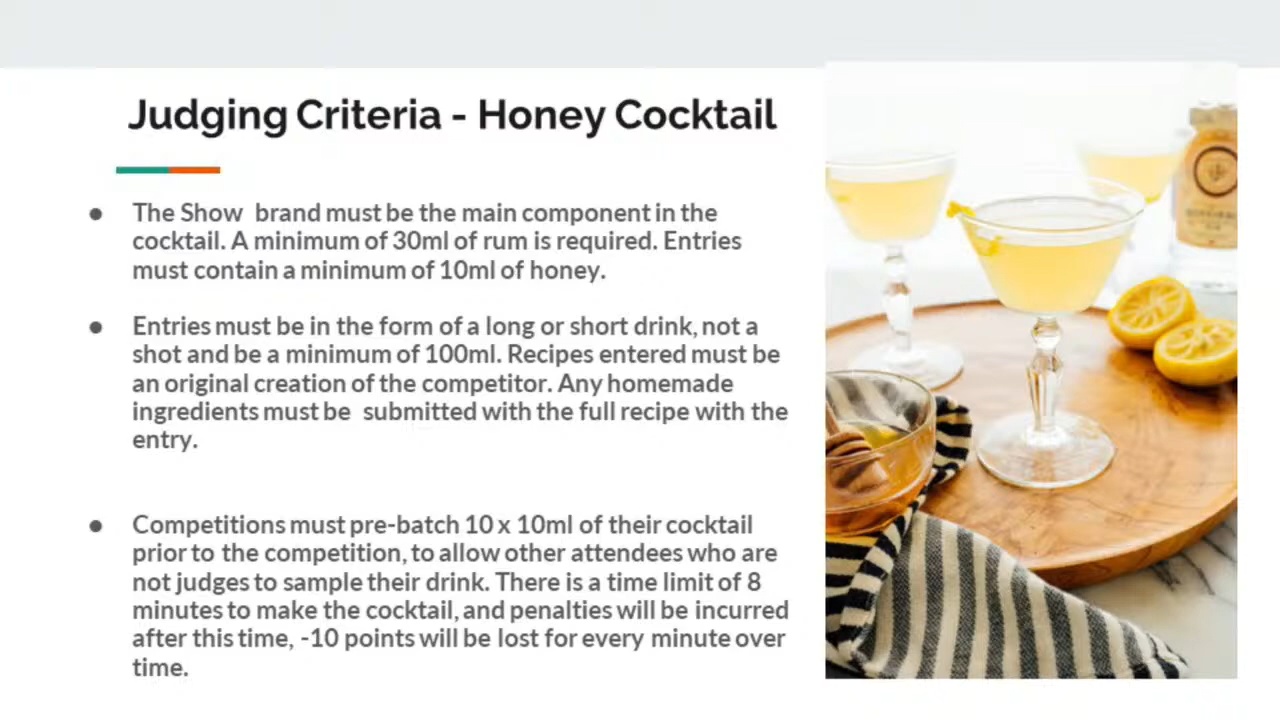 Judging Criteria - Honey Cocktail
● The Show brand must be the main component in the
cocktail. A minimum of 30ml of rum is required. Entries
must contain a minimum of 10ml of honey.
● Entries must be in the form of a long or short drink, not a
shot and be a minimum of 100ml. Recipes entered must be
an original creation of the competitor. Any homemade
ingredients must be submitted with the full recipe with the
entry.
● Competitions must pre-batch 10 x 10ml of their cocktail
prior to the competition, to allow other attendees who are
not judges to sample their drink. There is a time limit of 8
minutes to make the cocktail, and penalties will be incurred
after this time, -10 points will be lost for every minute over
time.